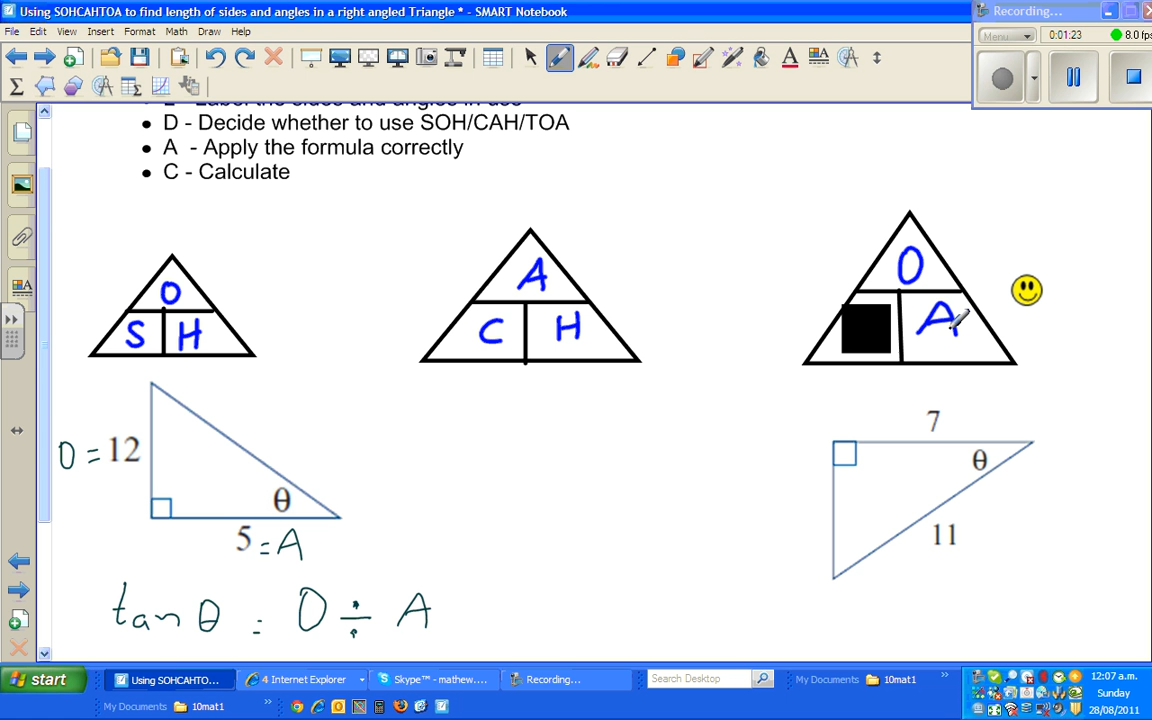 Using SOHCAHTOA to find length of sides and angles in a right angled Triangle * - SMART Notebook
Recording...
File Edit View Insert Format Math Draw Help
Menu
0:01:23
8.0 f
D - Decide whether to use SOH/CAH/TOA
A - Apply the formula correctly
C - Calculate
O
S H
A
C H
O
A
O = 12
θ
5 = A
7
θ
11
tan θ = O ÷ A
start
Using SOHCAHTOA...
4 Internet Explorer
Skype™ - mathew....
Recording...
Search Desktop
My Documents
10mat1
12:07 a.m.
Sunday
28/08/2011
My Documents
10mat1